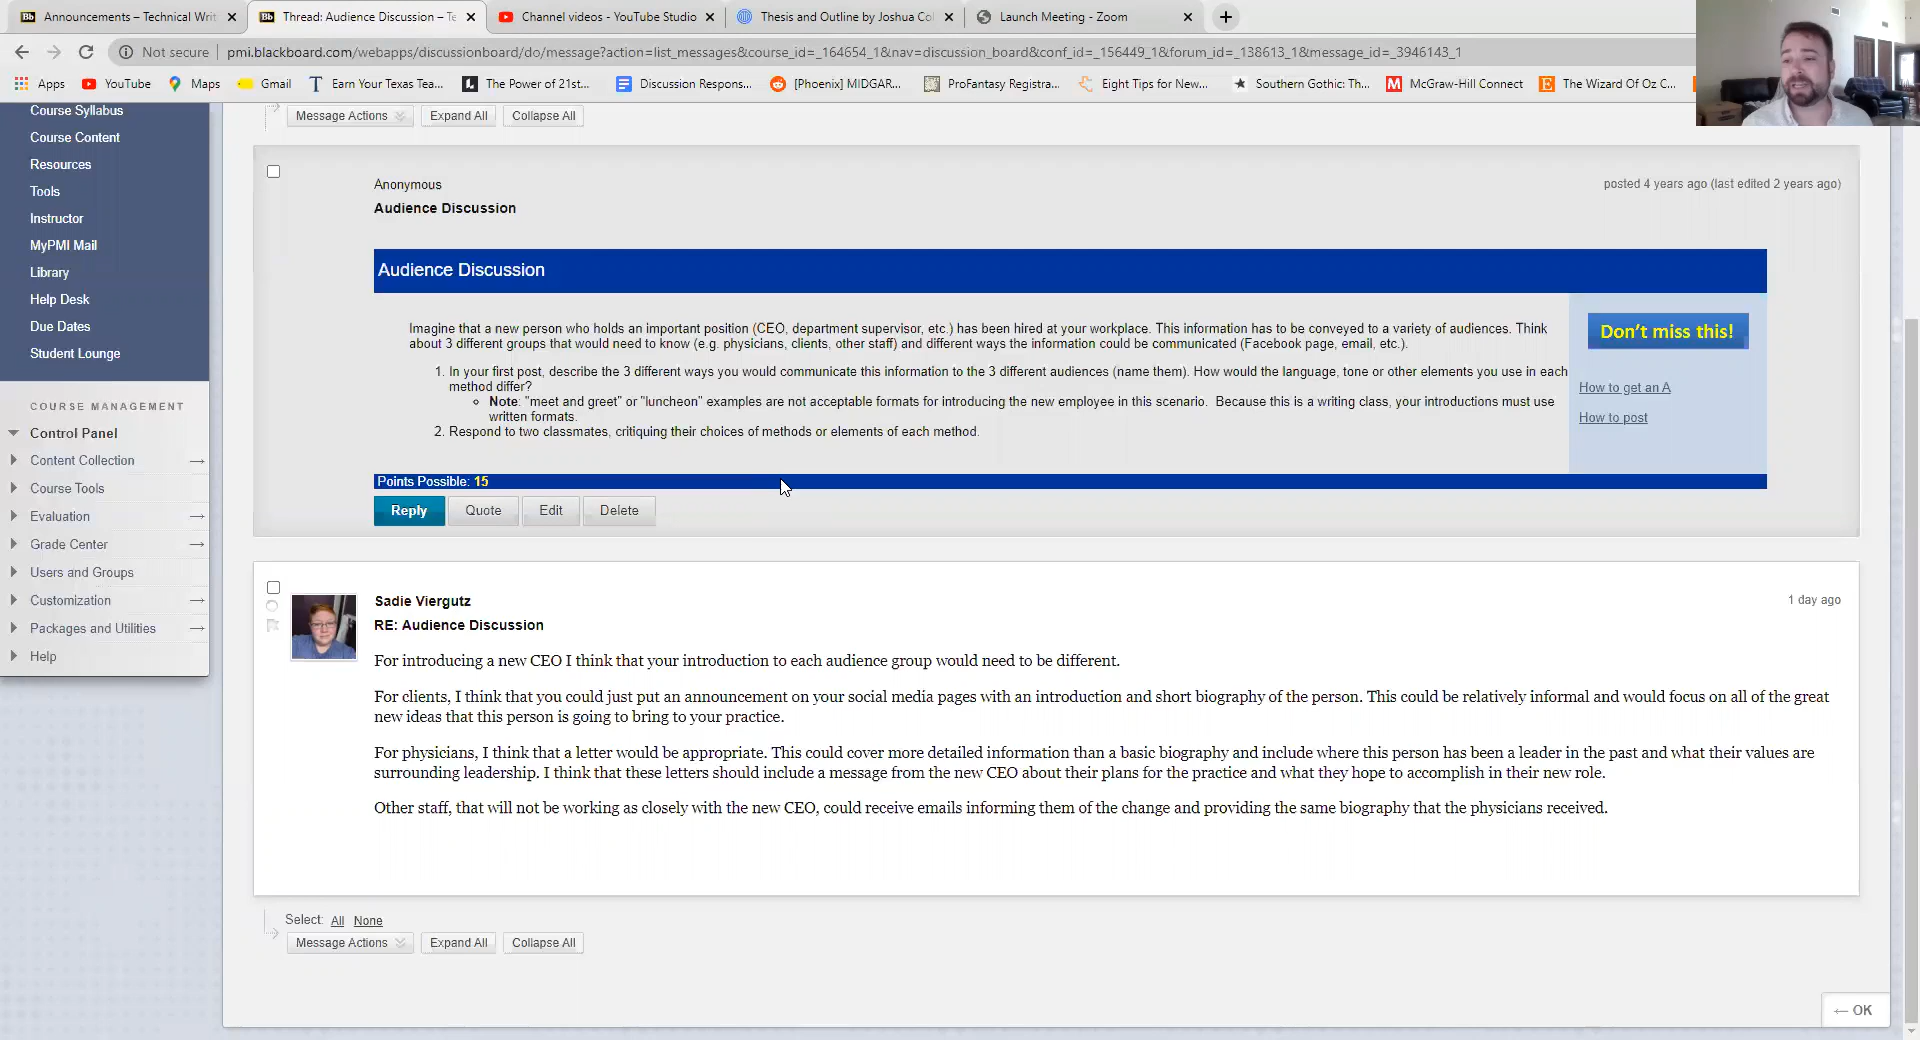 Announcements – Technical Writ
Thread: Audience Discussion – Te
Channel videos - YouTube Studio
Thesis and Outline by Joshua Col
Launch Meeting - Zoom
Not secure
pmi.blackboard.com/webapps/discussionboard/do/message?action=list_messages&course_id=_164654_1&nav=discussion_board&conf_id=_156449_1&forum_id=_138613_1&message_id=_3946143_1
Apps
YouTube
Maps
Gmail
Earn Your Texas Tea...
The Power of 21st...
Discussion Respons...
[Phoenix] MIDGAR...
ProFantasy Registra...
Eight Tips for New...
Southern Gothic: Th...
McGraw-Hill Connect
The Wizard Of Oz C...
Course Syllabus
Course Content
Resources
Tools
Instructor
MyPMI Mail
Library
Help Desk
Due Dates
Student Lounge
COURSE MANAGEMENT
Control Panel
Content Collection
Course Tools
Evaluation
Grade Center
Users and Groups
Customization
Packages and Utilities
Help
Message Actions
Expand All
Collapse All
Anonymous
posted 4 years ago (last edited 2 years ago)
Audience Discussion
Audience Discussion
Imagine that a new person who holds an important position (CEO, department supervisor, etc.) has been hired at your workplace. This information has to be conveyed to a variety of audiences. Think
about 3 different groups that would need to know (e.g. physicians, clients, other staff) and different ways the information could be communicated (Facebook page, email, etc.).
1. In your first post, describe the 3 different ways you would communicate this information to the 3 different audiences (name them). How would the language, tone or other elements you use in each
method differ?
Note: "meet and greet" or "luncheon" examples are not acceptable formats for introducing the new employee in this scenario. Because this is a writing class, your introductions must use
written formats.
2. Respond to two classmates, critiquing their choices of methods or elements of each method.
Don't miss this!
How to get an A
How to post
Points Possible: 15
Reply
Quote
Edit
Delete
Sadie Viergutz
1 day ago
RE: Audience Discussion
For introducing a new CEO I think that your introduction to each audience group would need to be different.
For clients, I think that you could just put an announcement on your social media pages with an introduction and short biography of the person. This could be relatively informal and would focus on all of the great
new ideas that this person is going to bring to your practice.
For physicians, I think that a letter would be appropriate. This could cover more detailed information than a basic biography and include where this person has been a leader in the past and what their values are
surrounding leadership. I think that these letters should include a message from the new CEO about their plans for the practice and what they hope to accomplish in their new role.
Other staff, that will not be working as closely with the new CEO, could receive emails informing them of the change and providing the same biography that the physicians received.
Select: All None
Message Actions
Expand All
Collapse All
OK